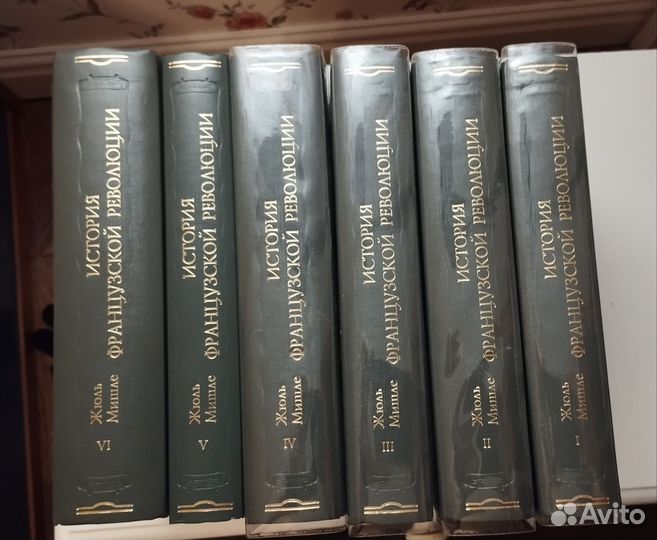 ИСТОРИЯ
ФРАНЦУЗСКОЙ РЕВОЛЮЦИИ
Жюль
Мишле
VI
ИСТОРИЯ
ФРАНЦУЗСКОЙ РЕВОЛЮЦИИ
Жюль
Мишле
V
ИСТОРИЯ
ФРАНЦУЗСКОЙ РЕВОЛЮЦИИ
Жюль
Мишле
IV
ИСТОРИЯ
ФРАНЦУЗСКОЙ РЕВОЛЮЦИИ
Жюль
Мишле
III
ИСТОРИЯ
ФРАНЦУЗСКОЙ РЕВОЛЮЦИИ
Жюль
Мишле
II
ИСТОРИЯ
ФРАНЦУЗСКОЙ РЕВОЛЮЦИИ
Жюль
Мишле
I
Avito